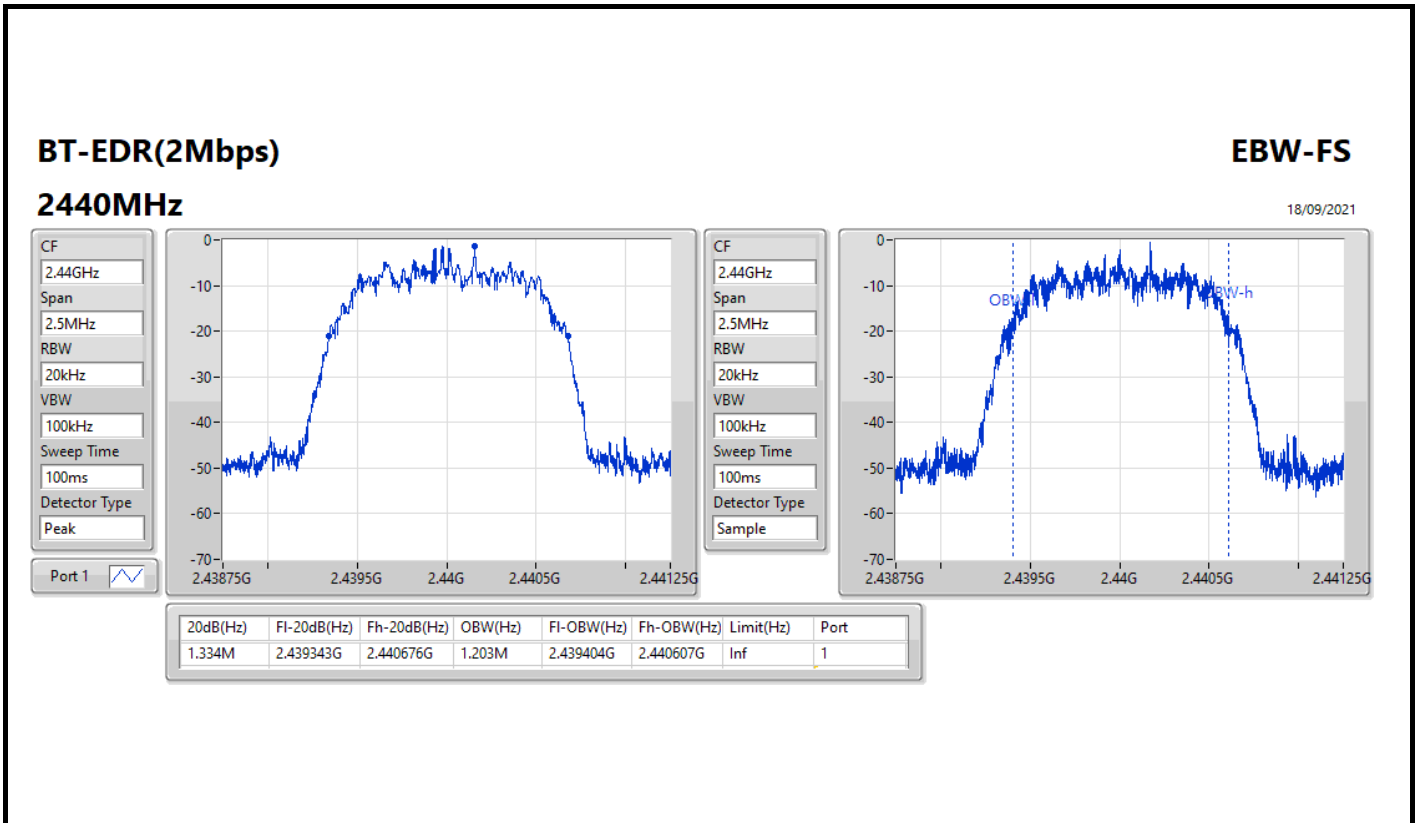 BT-EDR(2Mbps)
EBW-FS
2440MHz
18/09/2021
CF
2.44GHz
Span
2.5MHz
RBW
20kHz
VBW
100kHz
Sweep Time
100ms
Detector Type
Peak
Port 1
0-
-10-
-20-
-30-
-40-
-50-
-60-
-70-
2.43875G 2.4395G 2.44G 2.4405G 2.44125G
CF
2.44GHz
Span
2.5MHz
RBW
20kHz
VBW
100kHz
Sweep Time
100ms
Detector Type
Sample
0-
-10-
-20-
-30-
-40-
-50-
-60-
-70-
2.43875G 2.4395G 2.44G 2.4405G 2.44125G
20dB(Hz) Fl-20dB(Hz) Fh-20dB(Hz) OBW(Hz) Fl-OBW(Hz) Fh-OBW(Hz) Limit(Hz) Port
1.334M 2.439343G 2.440676G 1.203M 2.439404G 2.440607G Inf 1